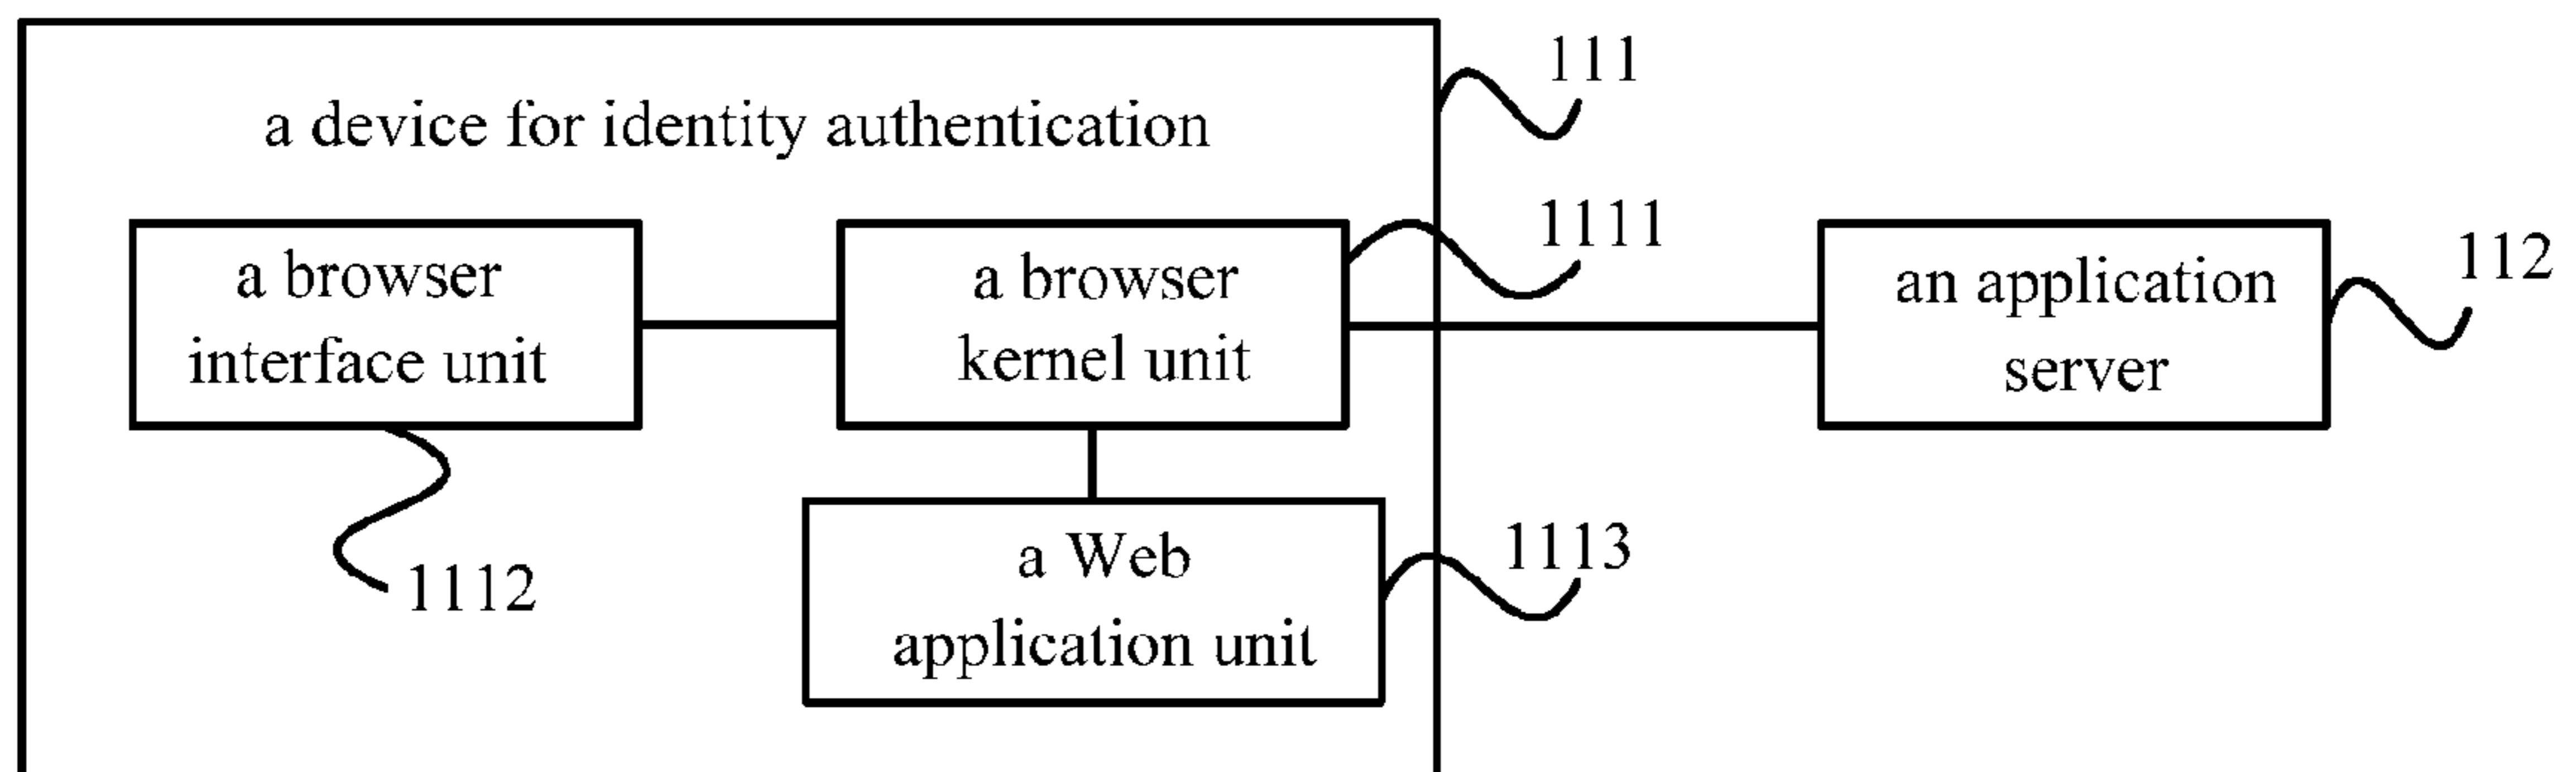 111
a device for identity authentication
1111
a browser
interface unit
a browser
kernel unit
an application
server
112
1112
a Web
application unit
1113